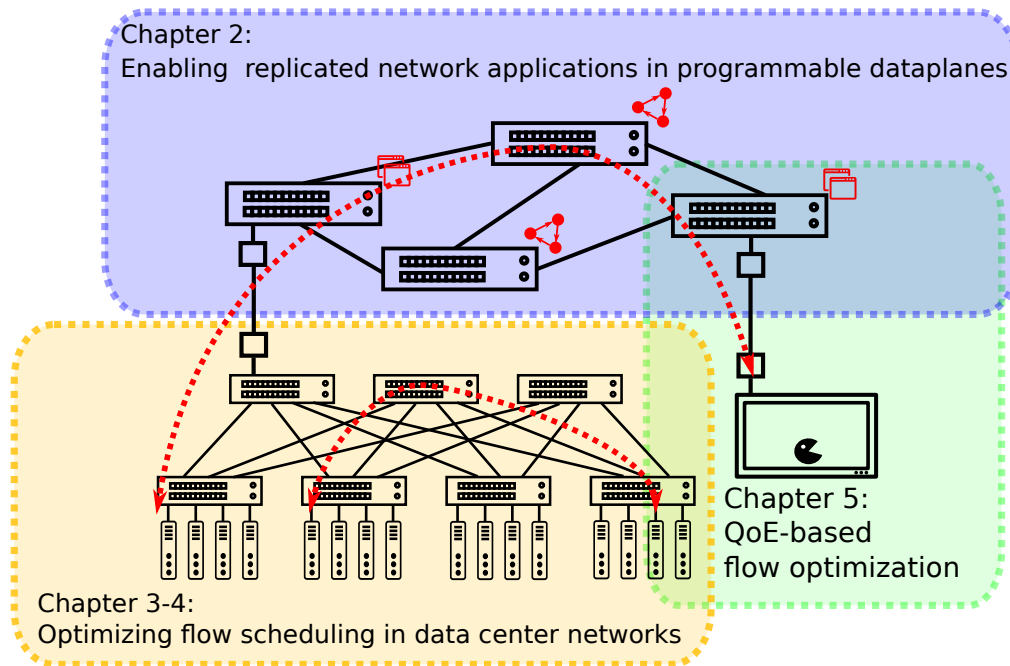 Chapter 2:
Enabling  replicated network applications in programmable dataplanes
Chapter 5:
QoE-based
flow optimization
Chapter 3-4:
Optimizing flow scheduling in data center networks